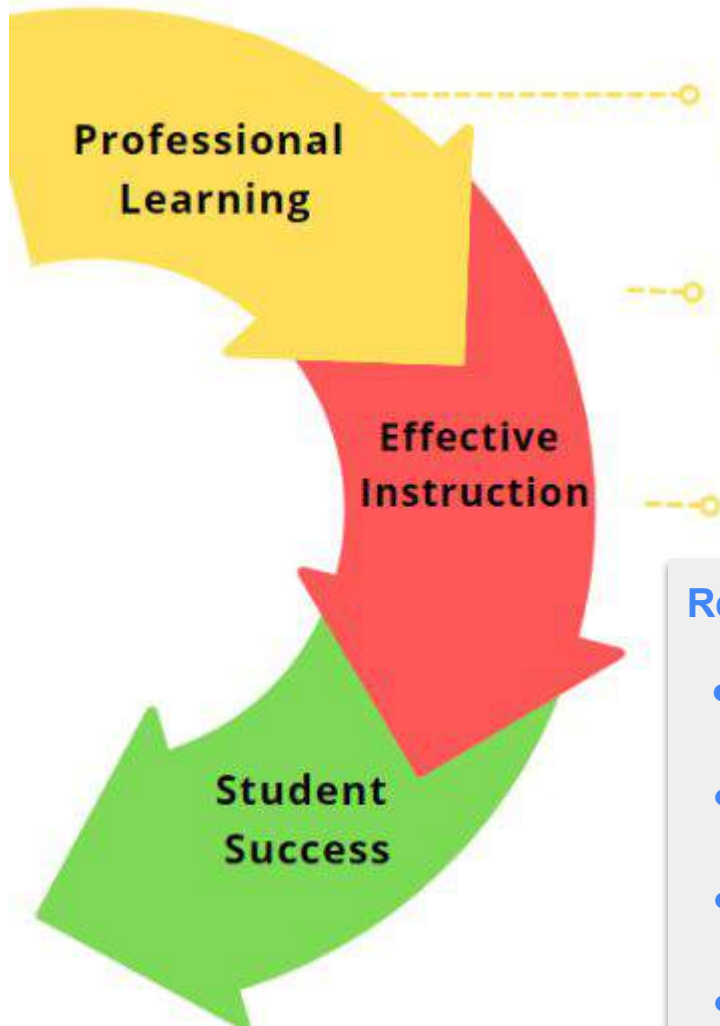 Professional
Learning
Effective
Instruction
Student
Success